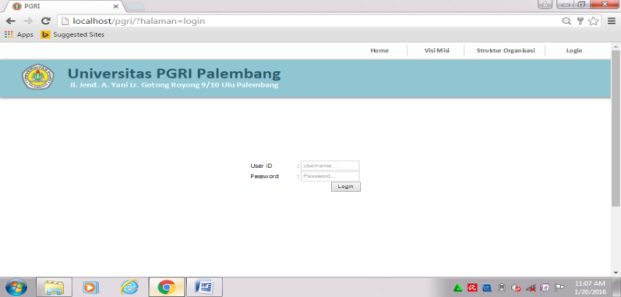 PGRI
localhost/pgri/?halaman=login
Apps Suggested Sites
Home Visi Misi Struktur Organisasi Login
Universitas PGRI Palembang
Jl. Jend. A. Yani Lr. Gotong Royong 9/10 Ulu Palembang
User ID : Username...
Password : Password...
Login
11:07 AM
1/20/2016